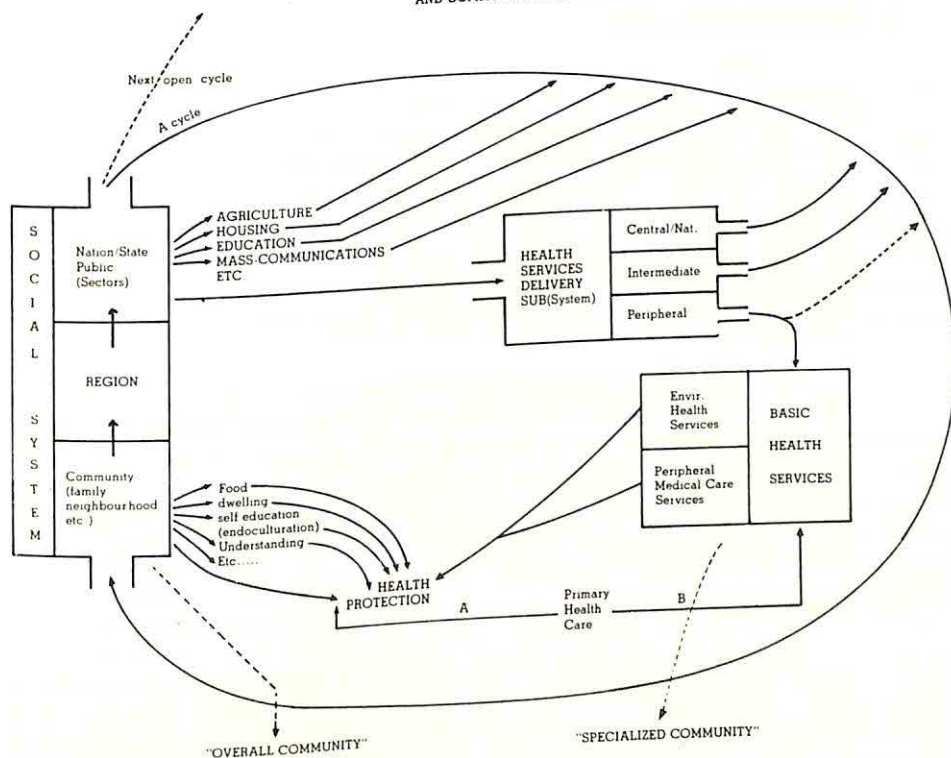 Next open cycle
A cycle
SOCIAL SYSTEM
Nation/State
Public
(Sectors)
REGION
Community
(family
neighbourhood
etc.)
AGRICULTURE
HOUSING
EDUCATION
MASS-COMMUNICATIONS
ETC.
HEALTH
SERVICES
DELIVERY
SUB(System)
Central/Nat.
Intermediate
Peripheral
Envir.
Health
Services
Peripheral
Medical Care
Services
BASIC
HEALTH
SERVICES
Food
dwelling
self education
(endoculturation)
Understanding
Etc.....
HEALTH
PROTECTION
A
Primary
Health
Care
B
"OVERALL COMMUNITY"
"SPECIALIZED COMMUNITY"